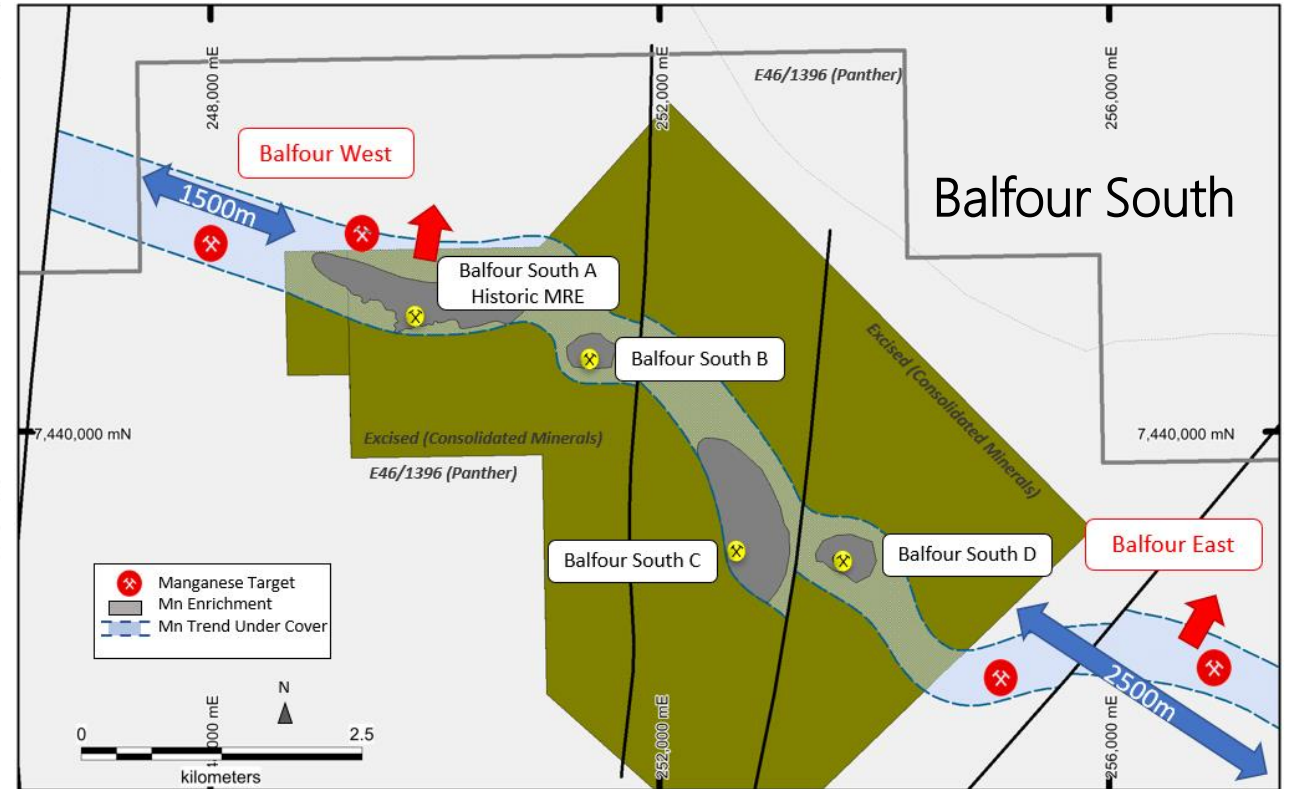 248,000 mE
252,000 mE
256,000 mE
E46/1396 (Panther)
Balfour West
Balfour South
1500m
Balfour South A
Historic MRE
Balfour South B
Excised (Consolidated Minerals)
7,440,000 mN
7,440,000 mN
Excised (Consolidated Minerals)
E46/1396 (Panther)
Balfour South C
Balfour South D
Balfour East
Manganese Target
Mn Enrichment
Mn Trend Under Cover
2500m
N
0
2.5
kilometers
000 mE
252,000 mE
256,000 mE